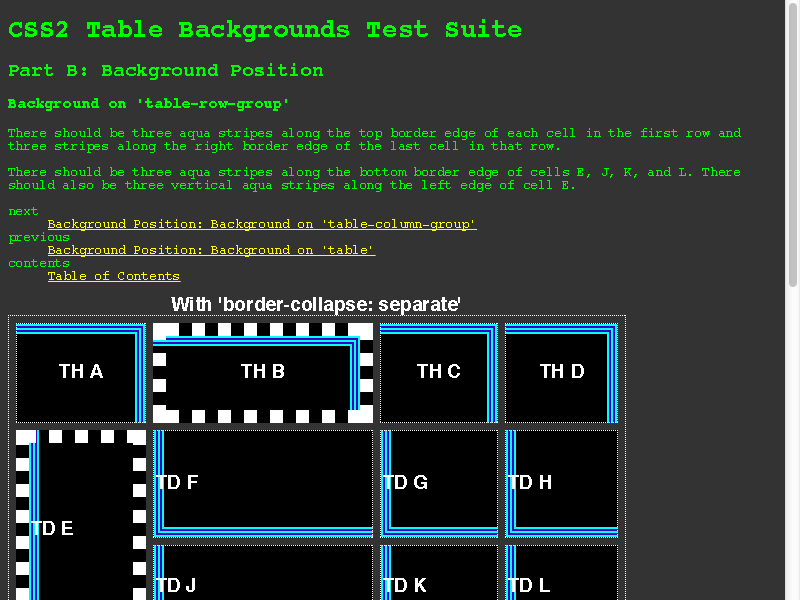 CSS2 Table Backgrounds Test Suite
Part B: Background Position
Background on 'table-row-group'
There should be three aqua stripes along the top border edge of each cell in the first row and
three stripes along the right border edge of the last cell in that row.
There should be three aqua stripes along the bottom border edge of cells E, J, K, and L. There
should also be three vertical aqua stripes along the left edge of cell E.
next
Background Position: Background on 'table-column-group'
previous
Background Position: Background on 'table'
contents
Table of Contents
With 'border-collapse: separate'
TH A TH B TH C TH D
TD F TD G TD H
TD E
TD J TD K TD L